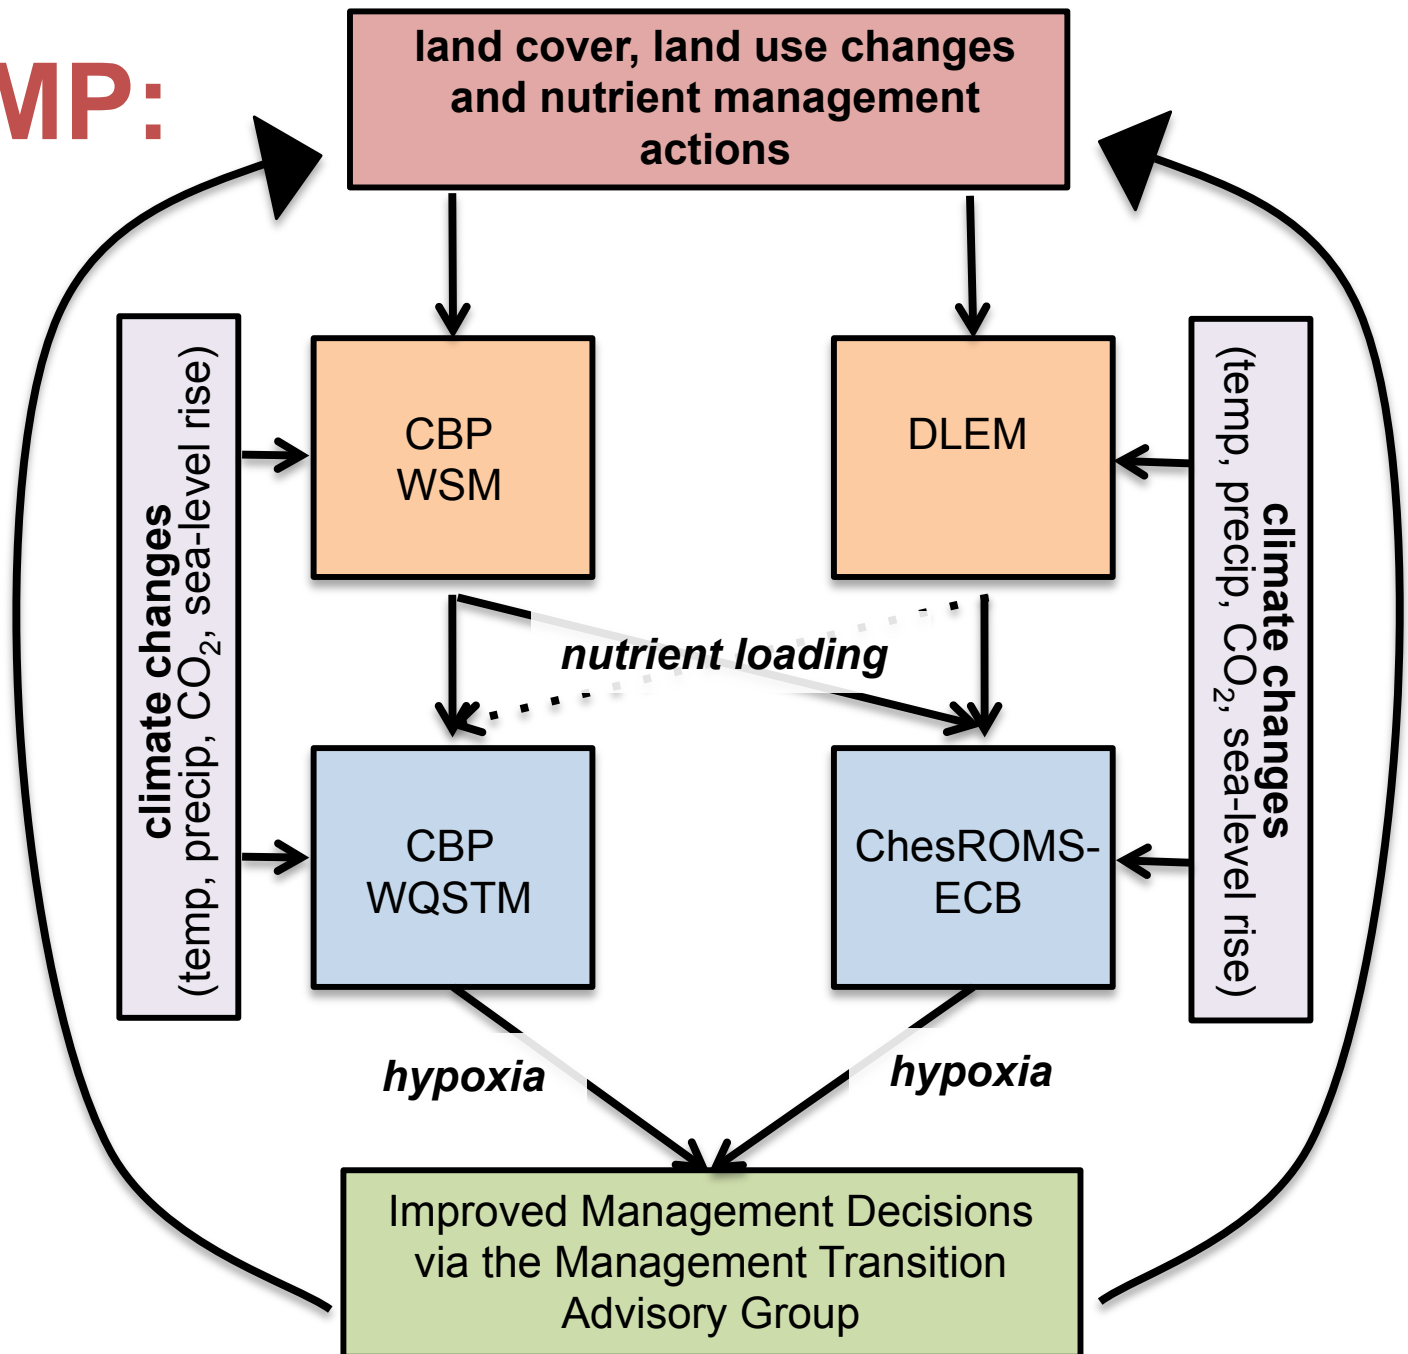 MP:
land cover, land use changes
and nutrient management
actions
climate changes
(temp, precip, CO₂, sea-level rise)
CBP
WSM
DLEM
climate changes
(temp, precip, CO₂, sea-level rise)
nutrient loading
CBP
WQSTM
ChesROMS-
ECB
hypoxia
hypoxia
Improved Management Decisions
via the Management Transition
Advisory Group